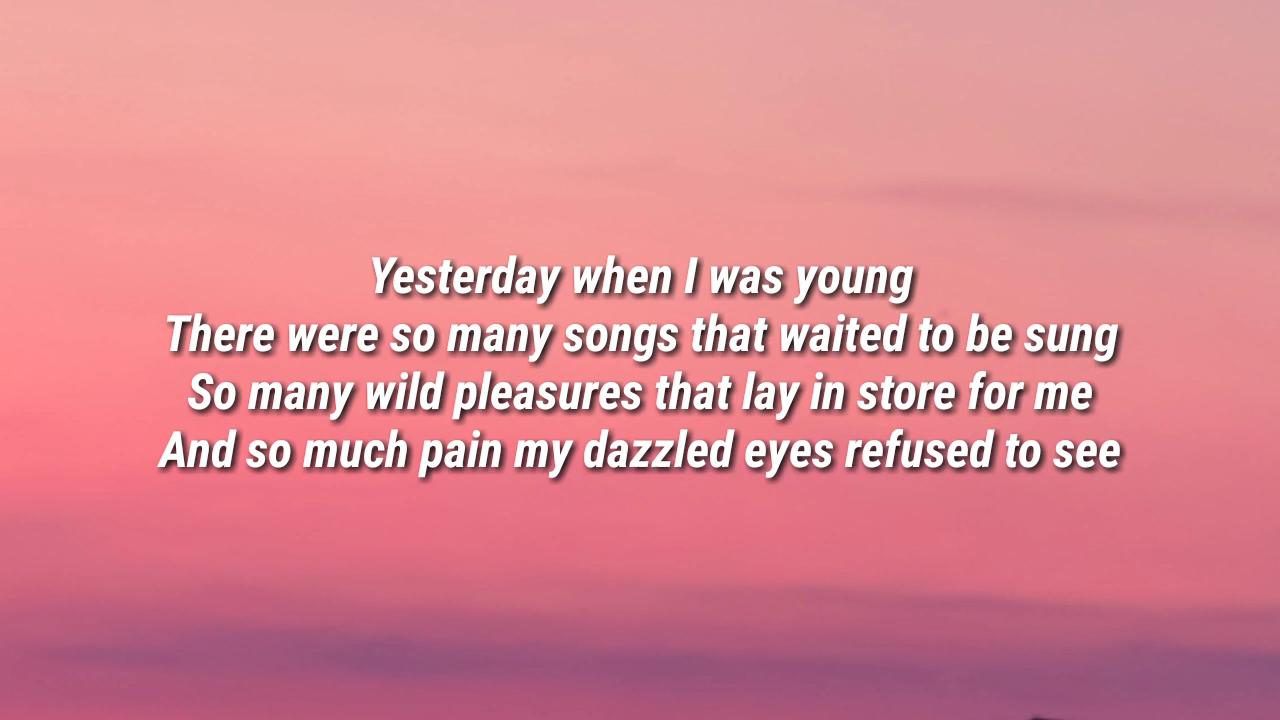 Yesterday when I was young
There were so many songs that waited to be sung
So many wild pleasures that lay in store for me
And so much pain my dazzled eyes refused to see